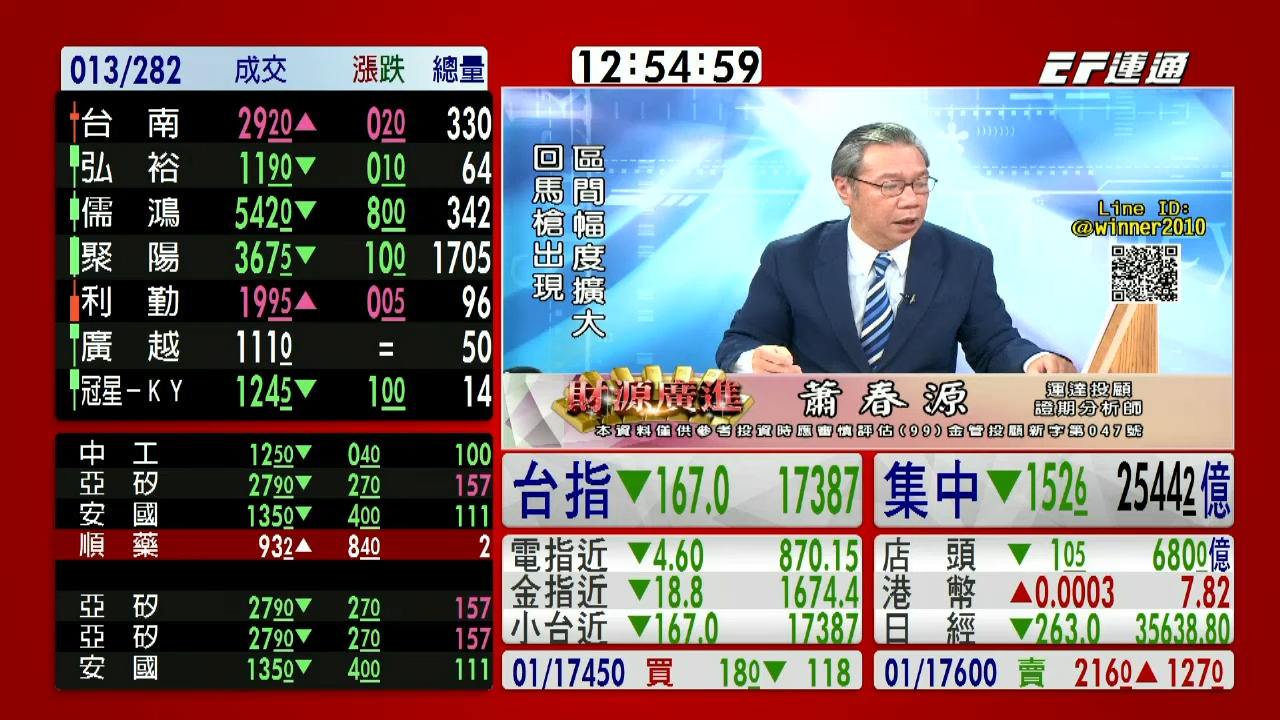 013/282 成交 漲跌 總量
台南 2920▲ 020 330
弘裕 1190▼ 010 64
儒鴻 5420▼ 800 342
聚陽 3675▼ 100 1705
利勤 1995▲ 005 96
廣越 1110 = 50
冠星-KY 1245▼ 100 14
中工 1250▼ 040 100
亞矽 2790▼ 270 157
安國 1350▼ 400 111
順藥 932▲ 840 2
亞矽 2790▼ 270 157
亞矽 2790▼ 270 157
安國 1350▼ 400 111
12:54:59
EF運通
區間幅度擴大
回馬槍出現
Line ID:
@winner2010
財源廣進
蕭春源
運達投顧
證期分析師
本資料僅供參考投資時應審慎評估(99)金管投顧新字第047號
台指 ▼167.0 17387
集中 ▼1526 25442億
電指近 ▼4.60 870.15
金指近 ▼18.8 1674.4
小台近 ▼167.0 17387
店頭 ▼105 6800億
港幣 ▲0.0003 7.82
日經 ▼263.0 35638.80
01/17450 買 180▼ 118
01/17600 賣 2160▲ 1270